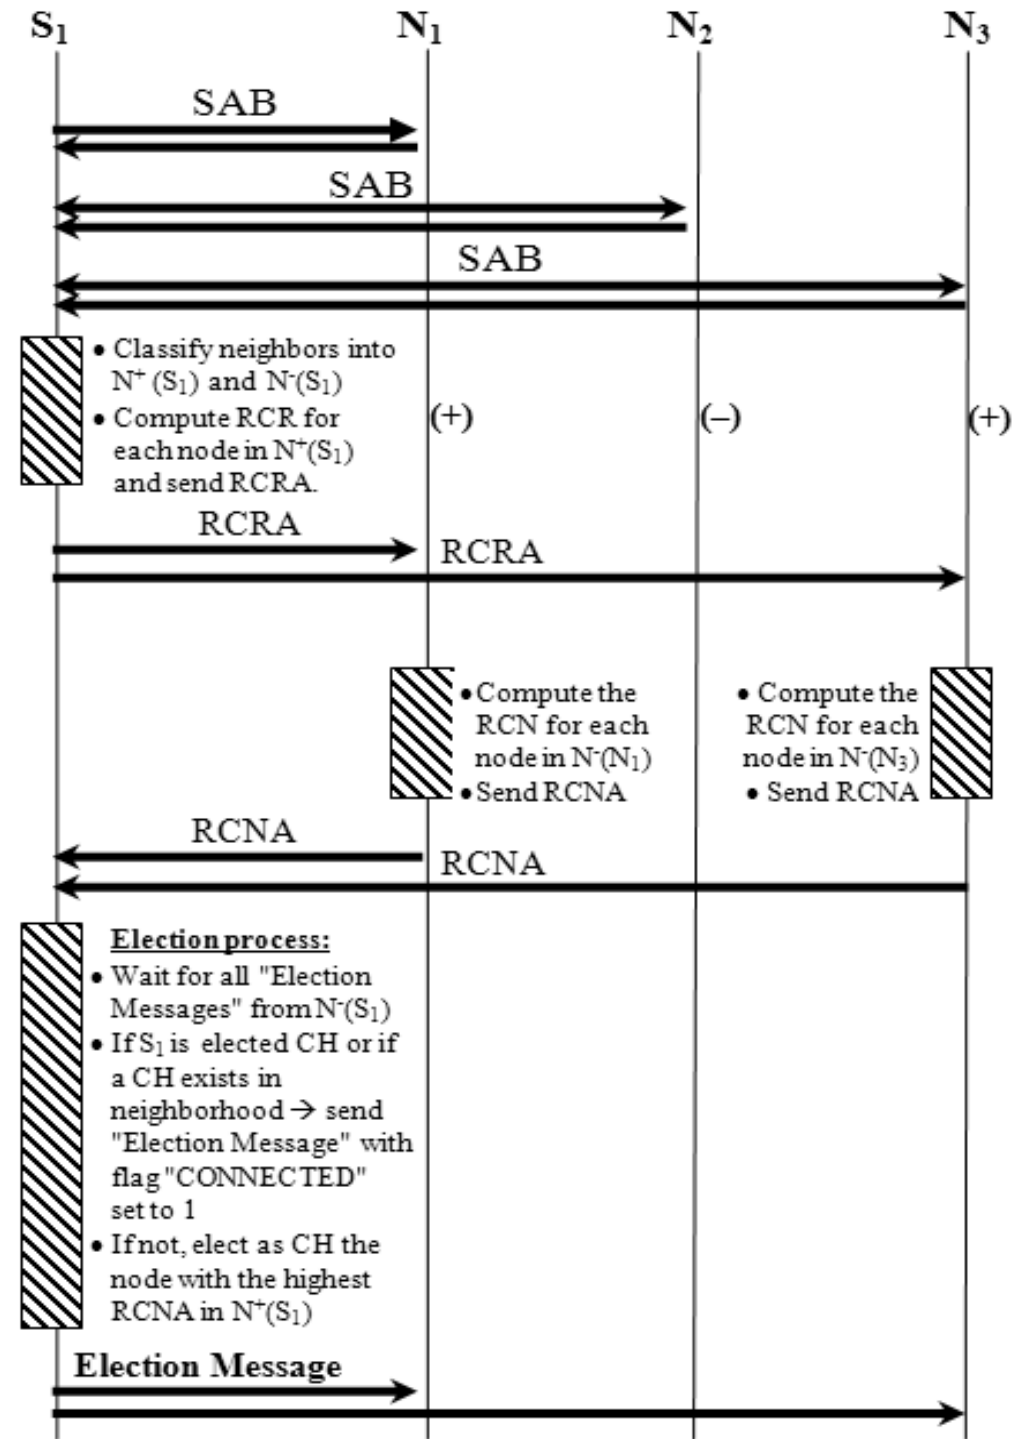 S₁ N₁ N₂ N₃
SAB
SAB
SAB
• Classify neighbors into
N⁺ (S₁) and N⁻(S₁)
• Compute RCR for
each node in N⁺(S₁)
and send RCRA.
(+) (–) (+)
RCRA
RCRA
• Compute the
RCN for each
node in N⁻(N₁)
• Send RCNA
• Compute the
RCN for each
node in N⁻(N₃)
• Send RCNA
RCNA
RCNA
Election process:
• Wait for all "Election
Messages" from N⁻(S₁)
• If S₁ is elected CH or if
a CH exists in
neighborhood → send
"Election Message" with
flag "CONNECTED"
set to 1
• If not, elect as CH the
node with the highest
RCNA in N⁺(S₁)
Election Message